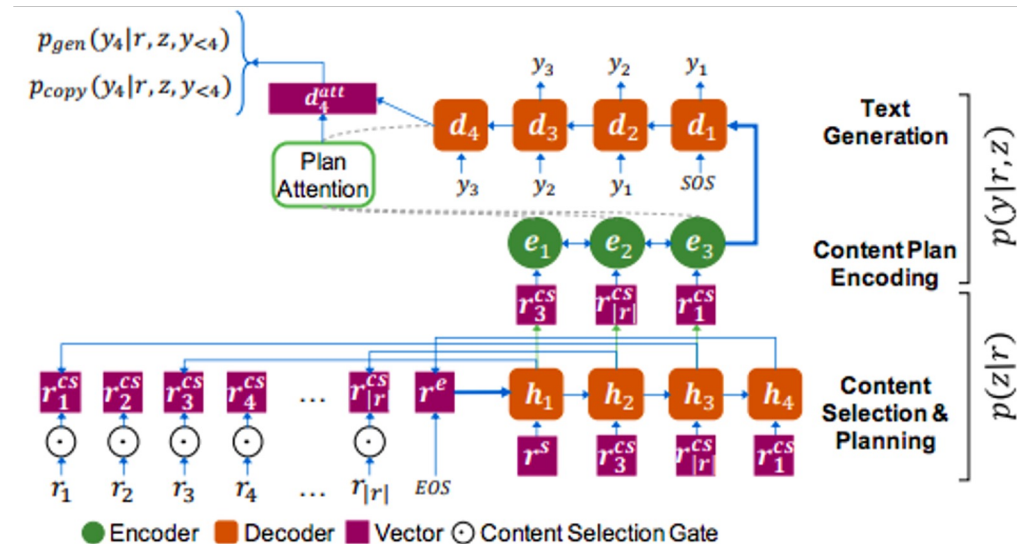 p_gen(y_4|r, z, y_{<4})
p_copy(y_4|r, z, y_{<4})
d_4^{att}
y_3 y_2 y_1
d_4 d_3 d_2 d_1
y_3 y_2 y_1 SOS
Plan
Attention
Text
Generation
p(y|r, z)
e_1 e_2 e_3
Content Plan
Encoding
r_3^{cs} r_{|r|}^{cs} r_1^{cs}
r_1^{cs} r_2^{cs} r_3^{cs} r_4^{cs} ... r_{|r|}^{cs} r^e
h_1 h_2 h_3 h_4
r^s r_3^{cs} r_{|r|}^{cs} r_1^{cs}
Content
Selection &
Planning
p(z|r)
r_1 r_2 r_3 r_4 ... r_{|r|} EOS
Encoder Decoder Vector Content Selection Gate